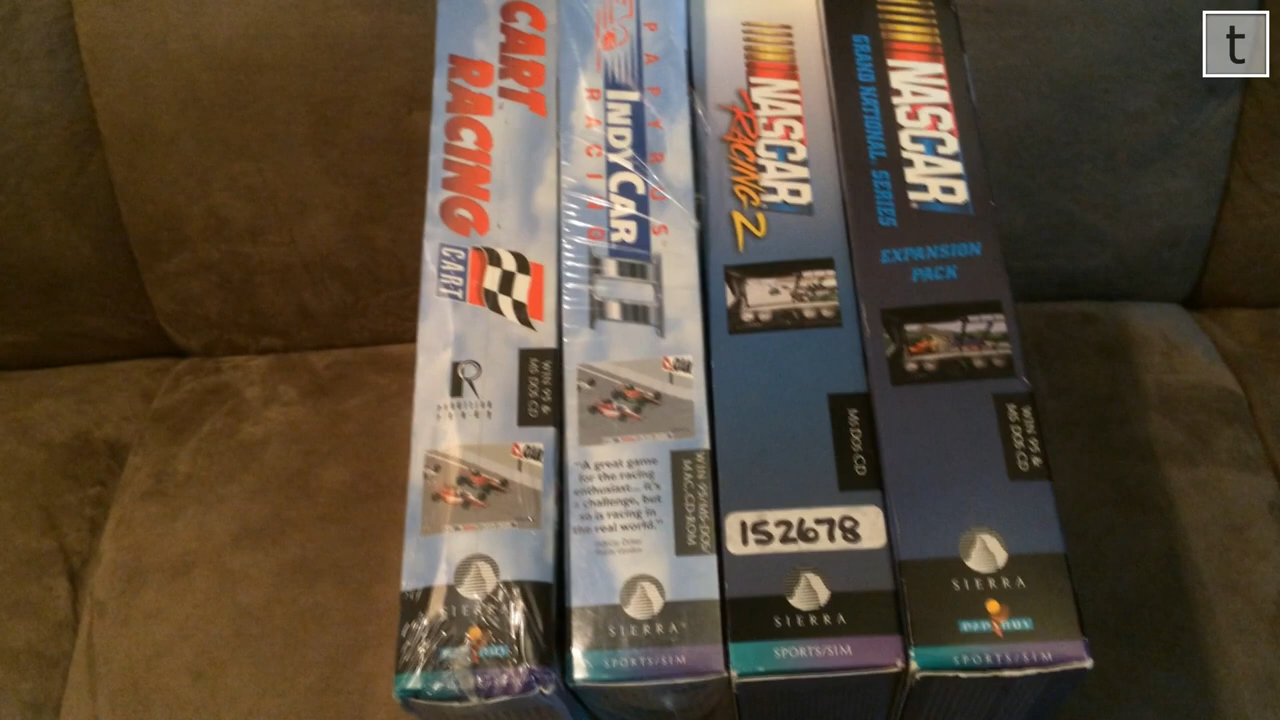 CART
RACING
CART
WIN 95 &
MS DOS CD
SIERRA
PAPYRUS
INDYCAR
RACING
"A great game
for the racing
enthusiast... it's
a challenge, but
so is racing in
the real world."
WIN 95/MS-DOS/
MAC/CD-ROM
SIERRA
SPORTS/SIM
NASCAR
RACING 2
MS DOS CD
152678
SIERRA
SPORTS/SIM
NASCAR
GRAND NATIONAL SERIES
EXPANSION
PACK
WIN 95 &
MS DOS CD
SIERRA
PAPYRUS
SPORTS/SIM
t